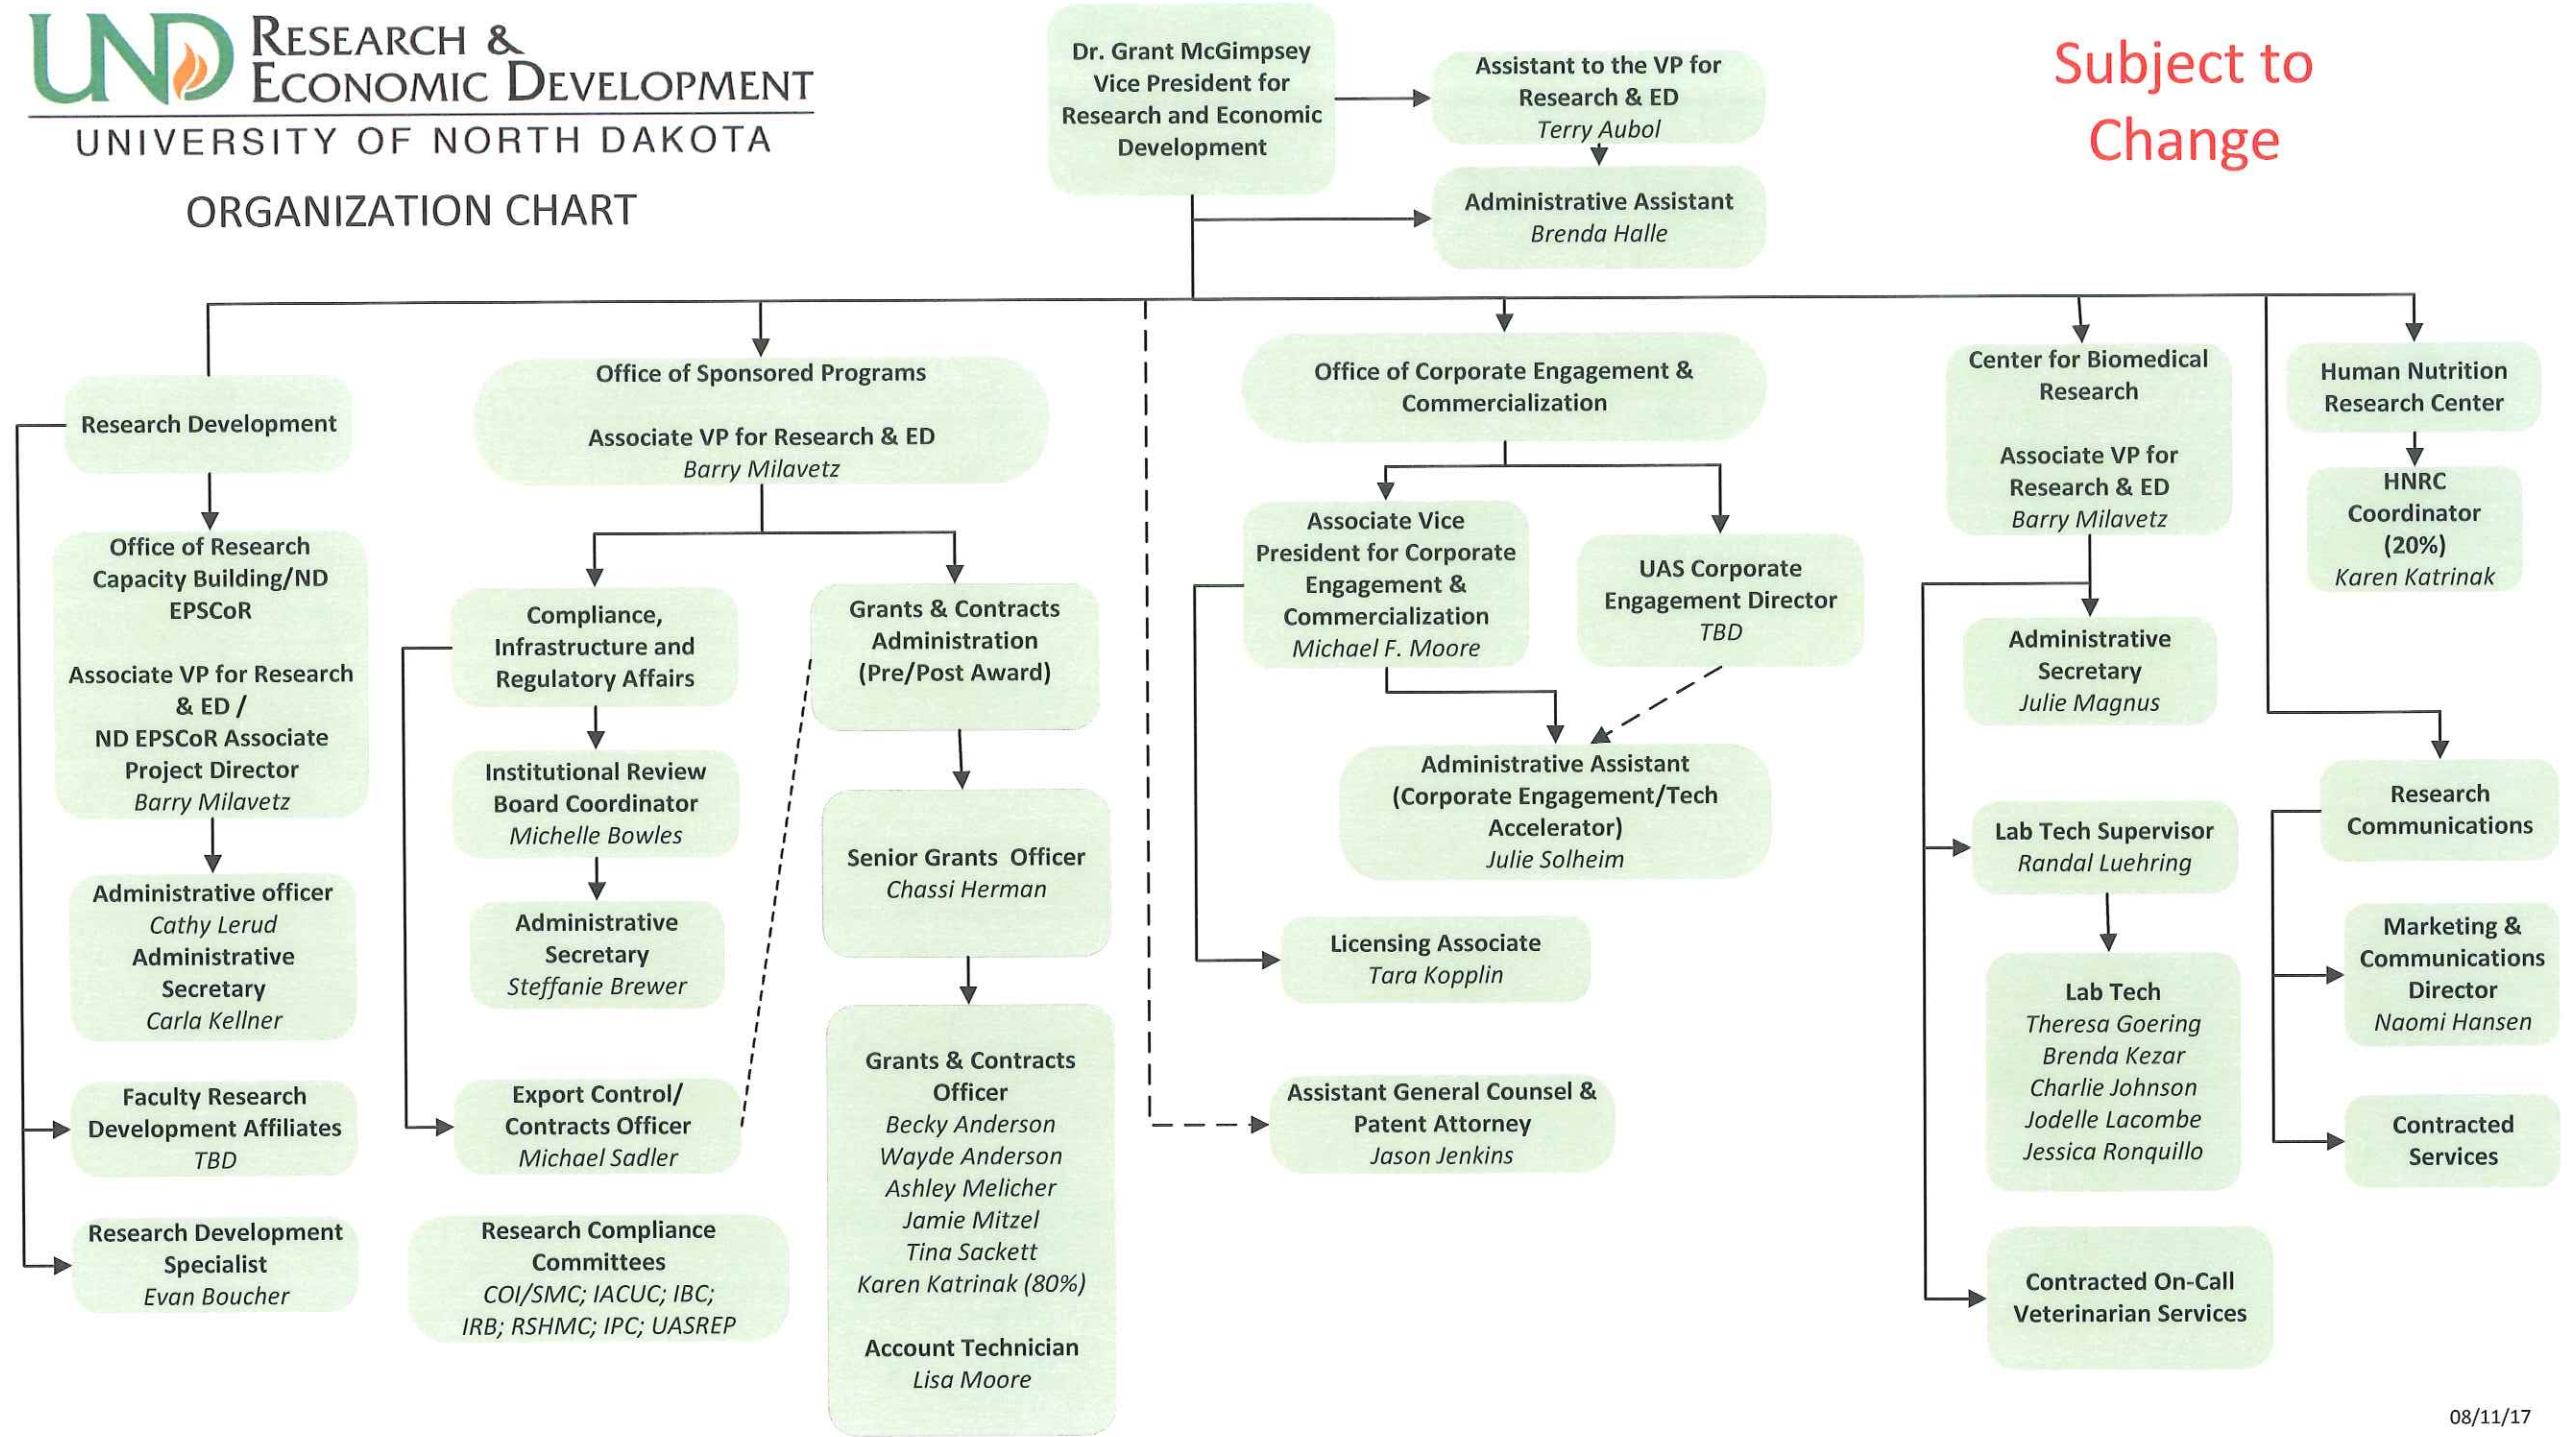 UND RESEARCH &
ECONOMIC DEVELOPMENT
UNIVERSITY OF NORTH DAKOTA
ORGANIZATION CHART
Dr. Grant McGimpsey
Vice President for
Research and Economic
Development
Assistant to the VP for
Research & ED
Terry Aubol
Administrative Assistant
Brenda Halle
Subject to
Change
Research Development
Office of Research
Capacity Building/ND
EPSCoR
Associate VP for Research
& ED /
ND EPSCoR Associate
Project Director
Barry Milavetz
Administrative officer
Cathy Lerud
Administrative
Secretary
Carla Kellner
Faculty Research
Development Affiliates
TBD
Research Development
Specialist
Evan Boucher
Office of Sponsored Programs
Associate VP for Research & ED
Barry Milavetz
Compliance,
Infrastructure and
Regulatory Affairs
Institutional Review
Board Coordinator
Michelle Bowles
Administrative
Secretary
Steffanie Brewer
Export Control/
Contracts Officer
Michael Sadler
Research Compliance
Committees
COI/SMC; IACUC; IBC;
IRB; RSHMC; IPC; UASREP
Grants & Contracts
Administration
(Pre/Post Award)
Senior Grants Officer
Chassi Herman
Grants & Contracts
Officer
Becky Anderson
Wayde Anderson
Ashley Melicher
Jamie Mitzel
Tina Sackett
Karen Katrinak (80%)
Account Technician
Lisa Moore
Office of Corporate Engagement &
Commercialization
Associate Vice
President for Corporate
Engagement &
Commercialization
Michael F. Moore
UAS Corporate
Engagement Director
TBD
Administrative Assistant
(Corporate Engagement/Tech
Accelerator)
Julie Solheim
Licensing Associate
Tara Kopplin
Assistant General Counsel &
Patent Attorney
Jason Jenkins
Center for Biomedical
Research
Associate VP for
Research & ED
Barry Milavetz
Administrative
Secretary
Julie Magnus
Lab Tech Supervisor
Randal Luehring
Lab Tech
Theresa Goering
Brenda Kezar
Charlie Johnson
Jodelle Lacombe
Jessica Ronquillo
Contracted On-Call
Veterinarian Services
Human Nutrition
Research Center
HNRC
Coordinator
(20%)
Karen Katrinak
Research
Communications
Marketing &
Communications
Director
Naomi Hansen
Contracted
Services
08/11/17